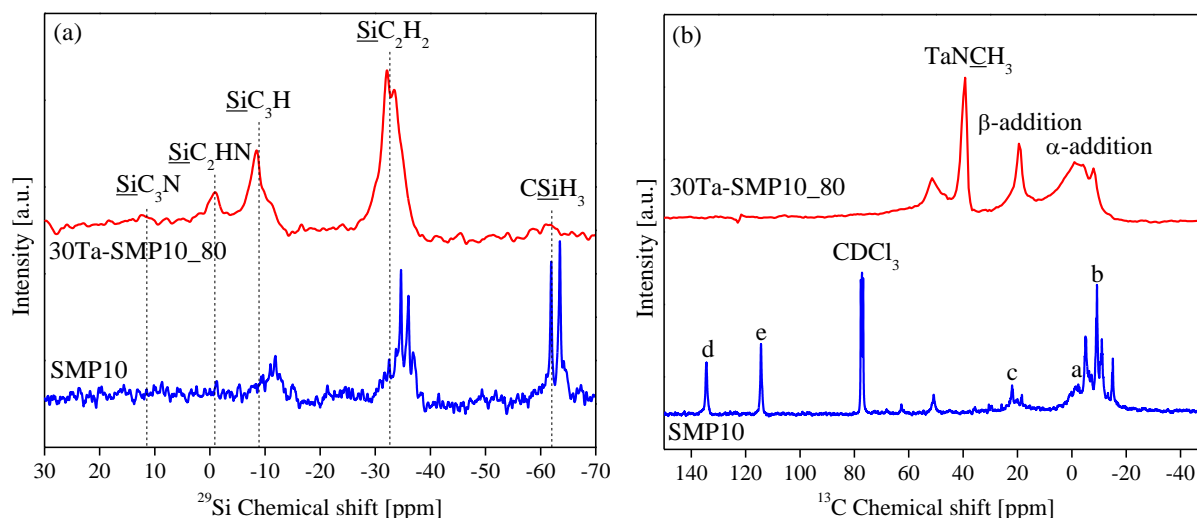 (a)
SiC₂H₂
SiC₃H
SiC₂HN
SiC₃N
CSiH₃
30Ta-SMP10_80
SMP10
Intensity [a.u.]
30 20 10 0 -10 -20 -30 -40 -50 -60 -70
²⁹Si Chemical shift [ppm]
(b)
TaNCH₃
β-addition
α-addition
30Ta-SMP10_80
CDCl₃
d
e
c
a
b
SMP10
Intensity [a.u.]
140 120 100 80 60 40 20 0 -20 -40
¹³C Chemical shift [ppm]